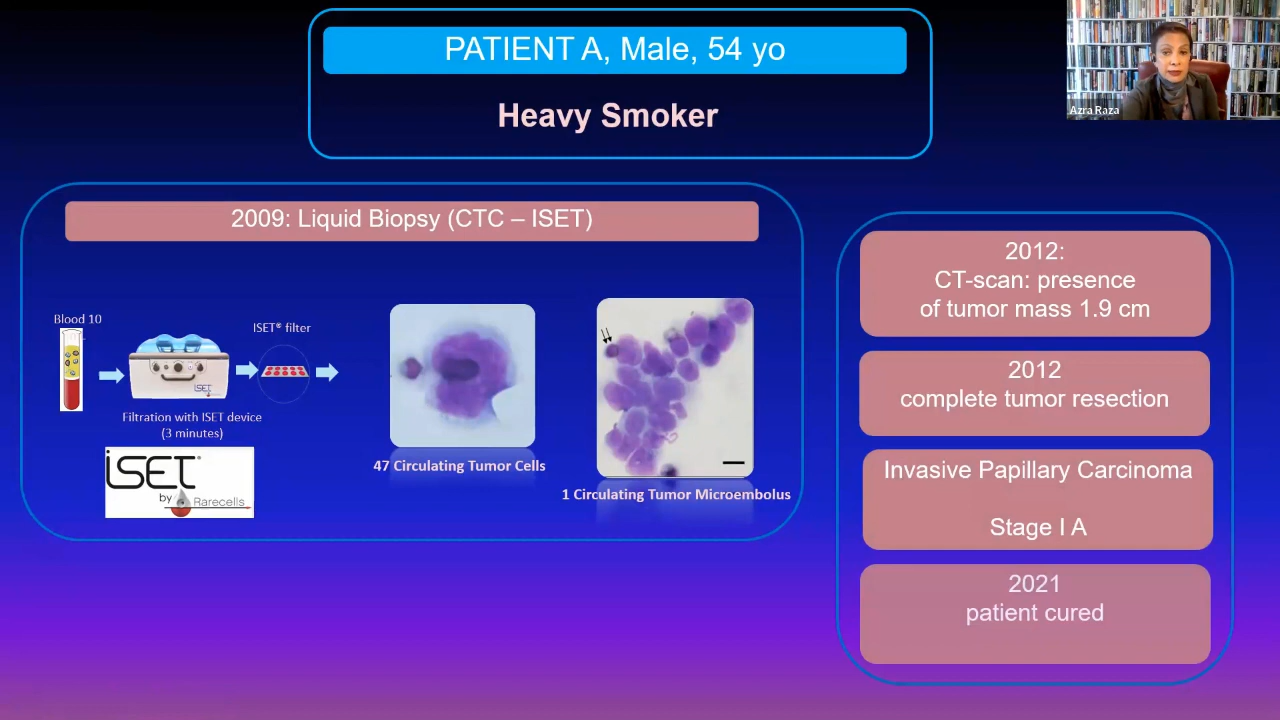 PATIENT A, Male, 54 yo
Heavy Smoker
Azra Raza
2009: Liquid Biopsy (CTC – ISET)
Blood 10
ISET® filter
iSET
Filtration with ISET device
(3 minutes)
iSET®
by Rarecells
47 Circulating Tumor Cells
1 Circulating Tumor Microembolus
2012:
CT-scan: presence
of tumor mass 1.9 cm
2012
complete tumor resection
Invasive Papillary Carcinoma
Stage I A
2021
patient cured